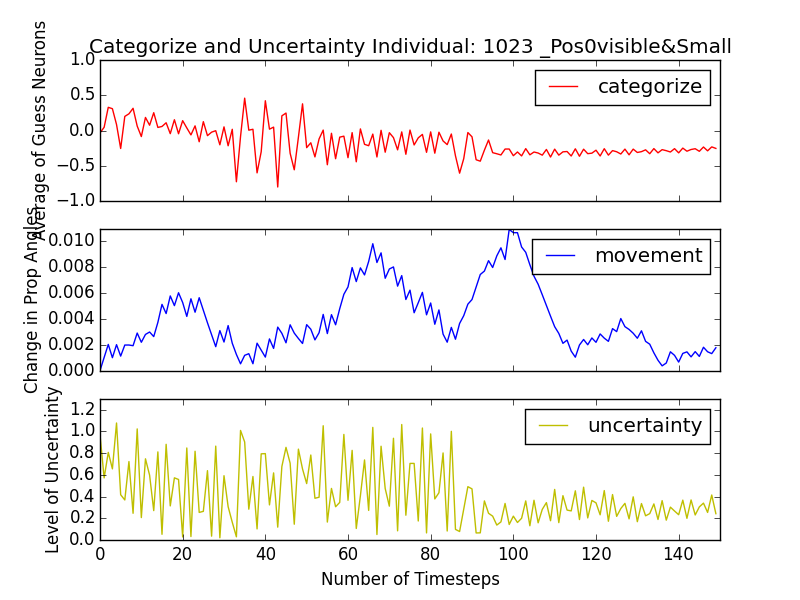 Categorize and Uncertainty Individual: 1023 _Pos0visible&Small
Average of Guess Neurons
1.0
0.5
0.0
−0.5
−1.0
categorize
Change in Prop Angles
0.010
0.008
0.006
0.004
0.002
0.000
movement
Level of Uncertainty
1.2
1.0
0.8
0.6
0.4
0.2
0.0
uncertainty
0 20 40 60 80 100 120 140
Number of Timesteps